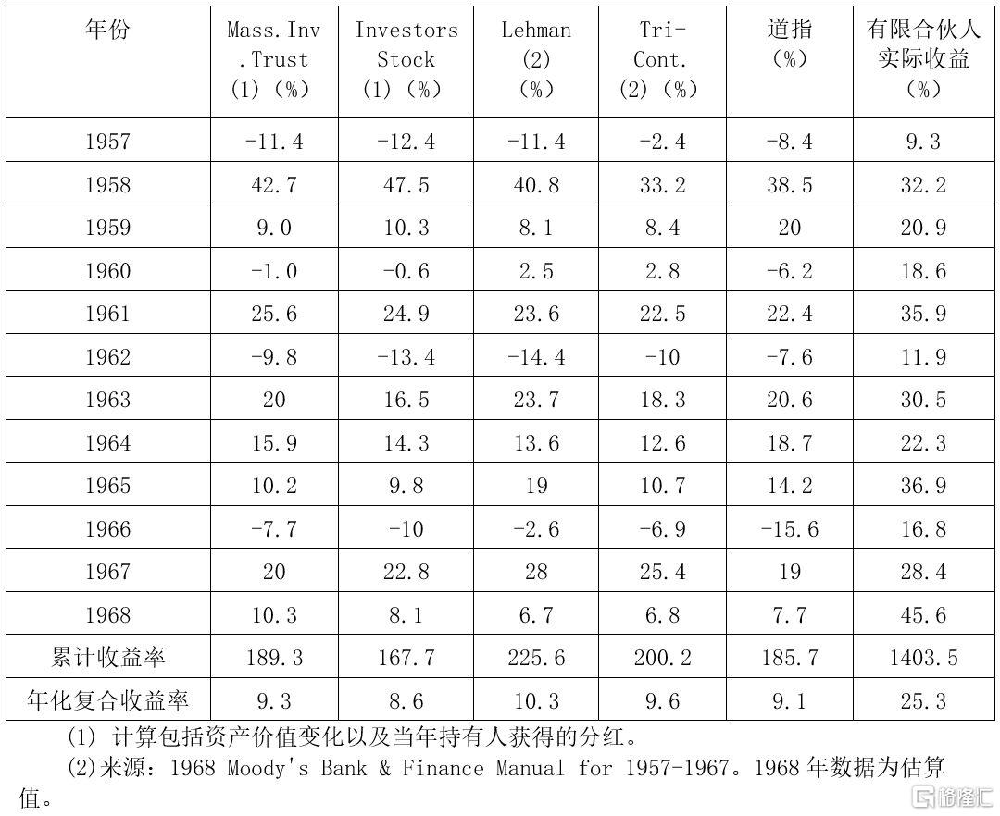 年份 Mass.Inv.Trust (1)(%) Investors Stock (1)(%) Lehman (2) (%) Tri-Cont. (2)(%) 道指 (%) 有限合伙人实际收益 (%)
1957 -11.4 -12.4 -11.4 -2.4 -8.4 9.3
1958 42.7 47.5 40.8 33.2 38.5 32.2
1959 9.0 10.3 8.1 8.4 20 20.9
1960 -1.0 -0.6 2.5 2.8 -6.2 18.6
1961 25.6 24.9 23.6 22.5 22.4 35.9
1962 -9.8 -13.4 -14.4 -10 -7.6 11.9
1963 20 16.5 23.7 18.3 20.6 30.5
1964 15.9 14.3 13.6 12.6 18.7 22.3
1965 10.2 9.8 19 10.7 14.2 36.9
1966 -7.7 -10 -2.6 -6.9 -15.6 16.8
1967 20 22.8 28 25.4 19 28.4
1968 10.3 8.1 6.7 6.8 7.7 45.6
累计收益率 189.3 167.7 225.6 200.2 185.7 1403.5
年化复合收益率 9.3 8.6 10.3 9.6 9.1 25.3
(1) 计算包括资产价值变化以及当年持有人获得的分红。
(2)来源：1968 Moody's Bank & Finance Manual for 1957-1967。1968 年数据为估算
值。
格隆汇